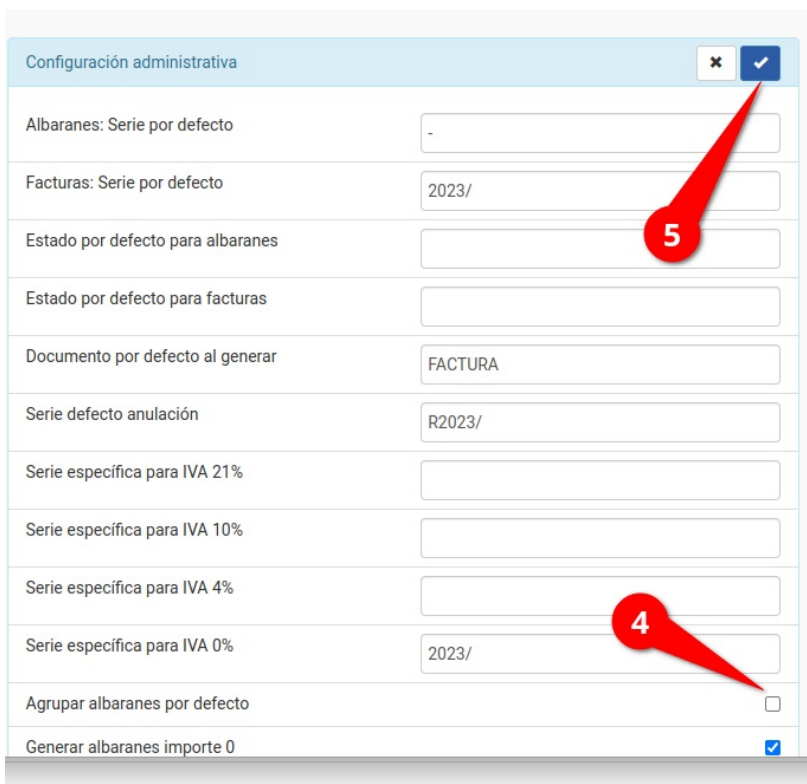 Configuración administrativa
Albaranes: Serie por defecto
-
Facturas: Serie por defecto
2023/
5
Estado por defecto para albaranes
Estado por defecto para facturas
Documento por defecto al generar
FACTURA
Serie defecto anulación
R2023/
Serie específica para IVA 21%
Serie específica para IVA 10%
Serie específica para IVA 4%
4
Serie específica para IVA 0%
2023/
Agrupar albaranes por defecto
Generar albaranes importe 0